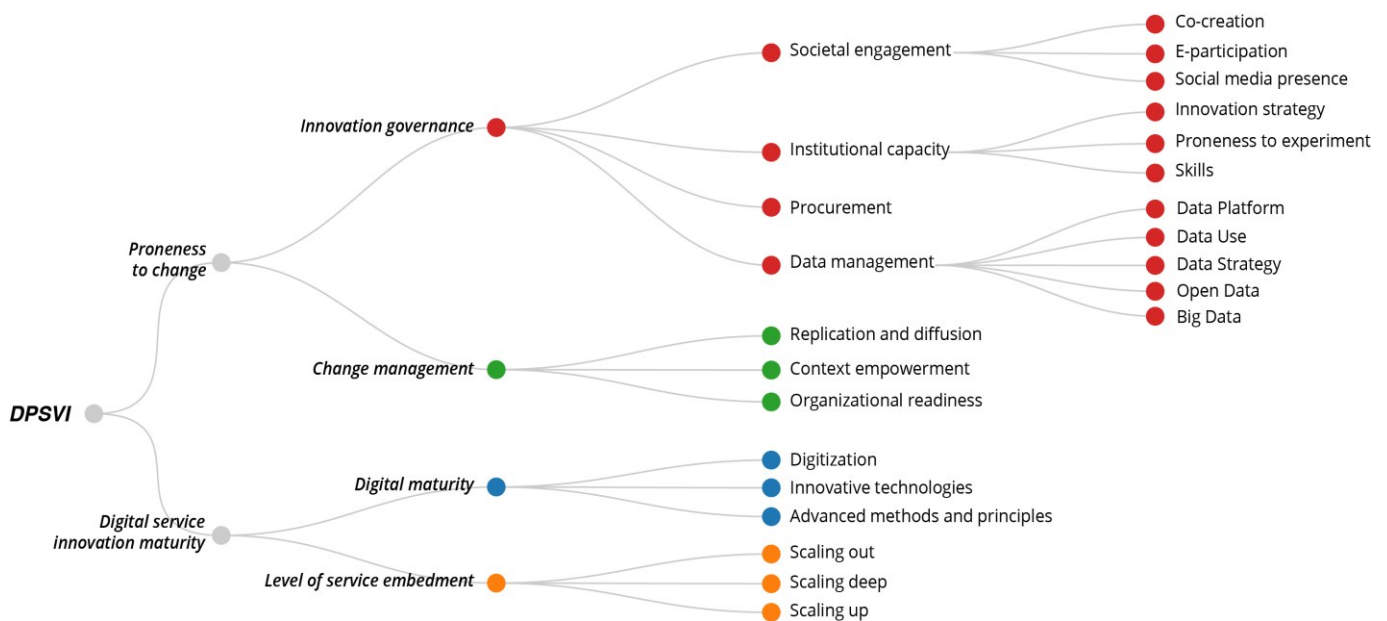 Co-creation
Societal engagement
E-participation
Social media presence
Innovation strategy
Innovation governance
Institutional capacity
Proneness to experiment
Skills
Procurement
Data Platform
Data Use
Proneness
to change
Data management
Data Strategy
Open Data
Big Data
Replication and diffusion
Change management
Context empowerment
Organizational readiness
DPSVI
Digitization
Digital maturity
Innovative technologies
Advanced methods and principles
Digital service
innovation maturity
Scaling out
Level of service embedment
Scaling deep
Scaling up